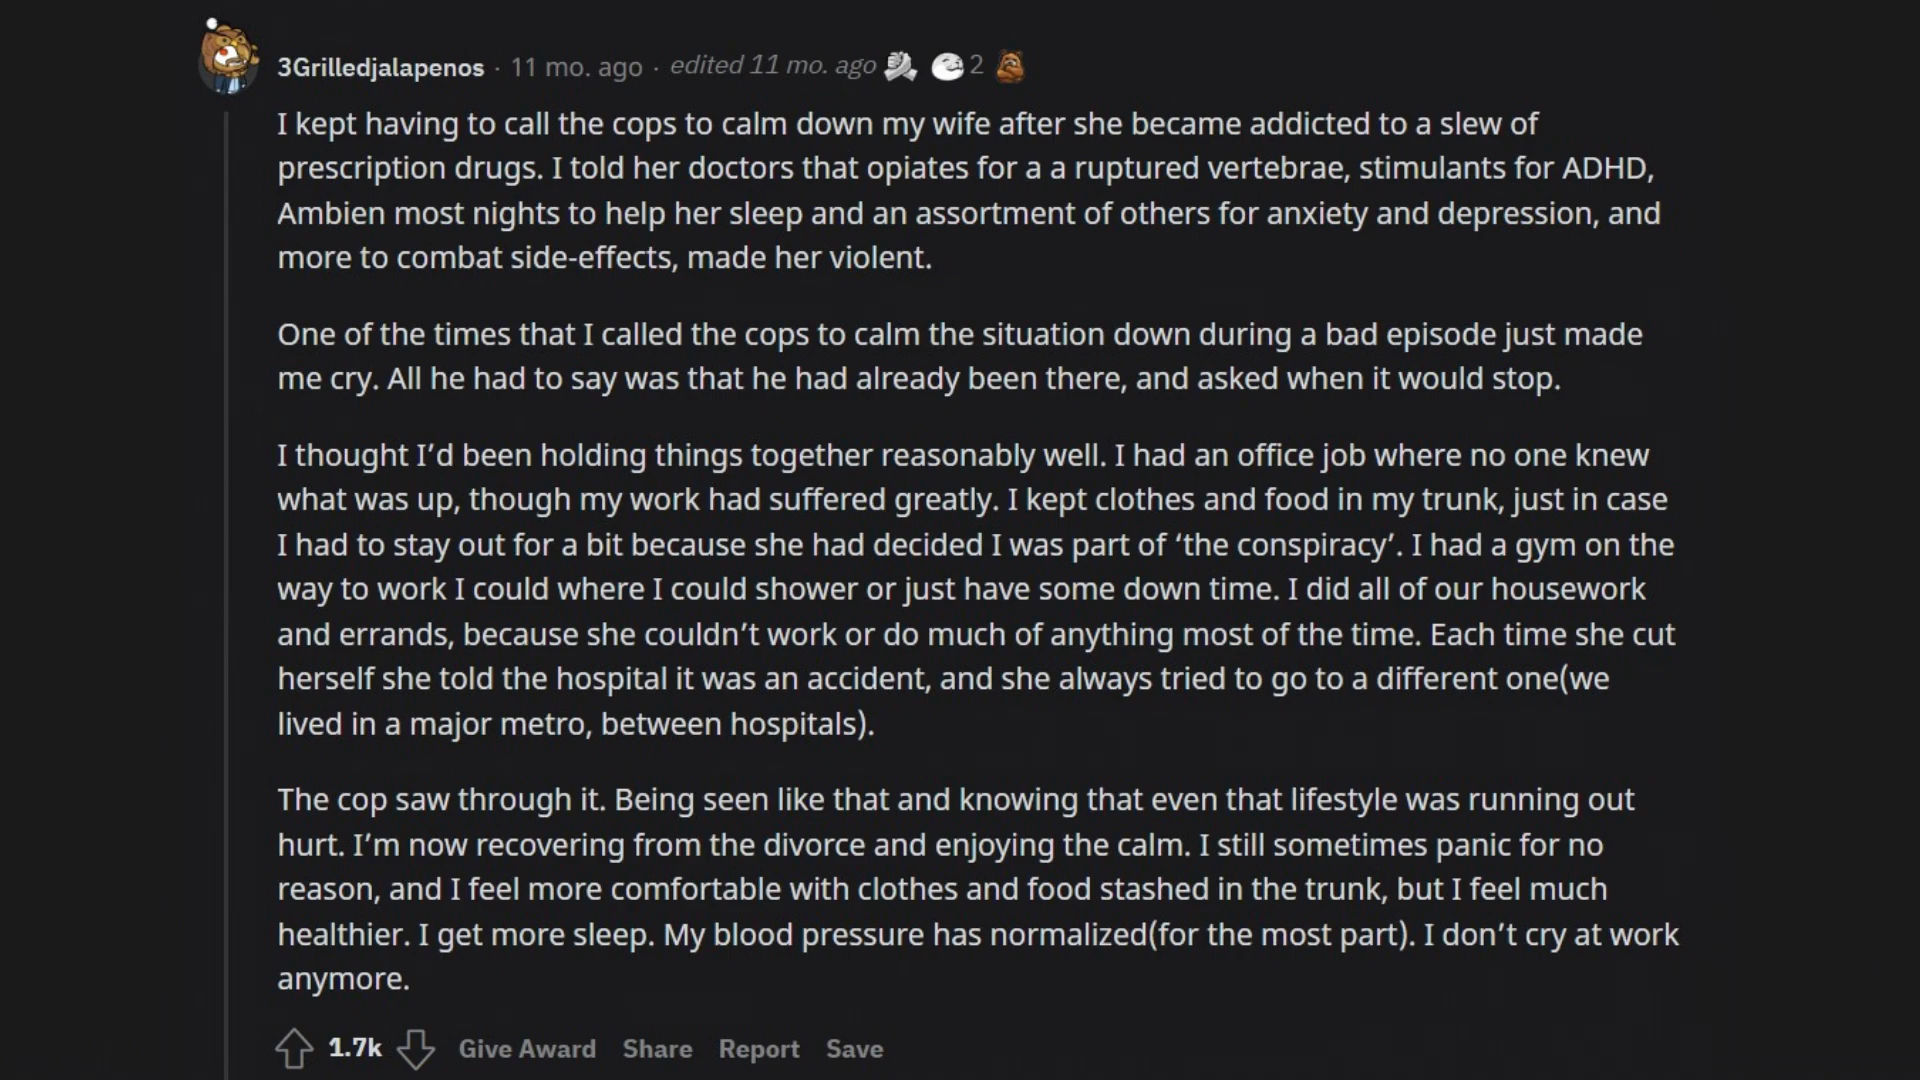 3Grilledjalapenos · 11 mo. ago · edited 11 mo. ago 2
I kept having to call the cops to calm down my wife after she became addicted to a slew of
prescription drugs. I told her doctors that opiates for a a ruptured vertebrae, stimulants for ADHD,
Ambien most nights to help her sleep and an assortment of others for anxiety and depression, and
more to combat side-effects, made her violent.
One of the times that I called the cops to calm the situation down during a bad episode just made
me cry. All he had to say was that he had already been there, and asked when it would stop.
I thought I’d been holding things together reasonably well. I had an office job where no one knew
what was up, though my work had suffered greatly. I kept clothes and food in my trunk, just in case
I had to stay out for a bit because she had decided I was part of ‘the conspiracy’. I had a gym on the
way to work I could where I could shower or just have some down time. I did all of our housework
and errands, because she couldn’t work or do much of anything most of the time. Each time she cut
herself she told the hospital it was an accident, and she always tried to go to a different one(we
lived in a major metro, between hospitals).
The cop saw through it. Being seen like that and knowing that even that lifestyle was running out
hurt. I’m now recovering from the divorce and enjoying the calm. I still sometimes panic for no
reason, and I feel more comfortable with clothes and food stashed in the trunk, but I feel much
healthier. I get more sleep. My blood pressure has normalized(for the most part). I don’t cry at work
anymore.
1.7k Give Award Share Report Save